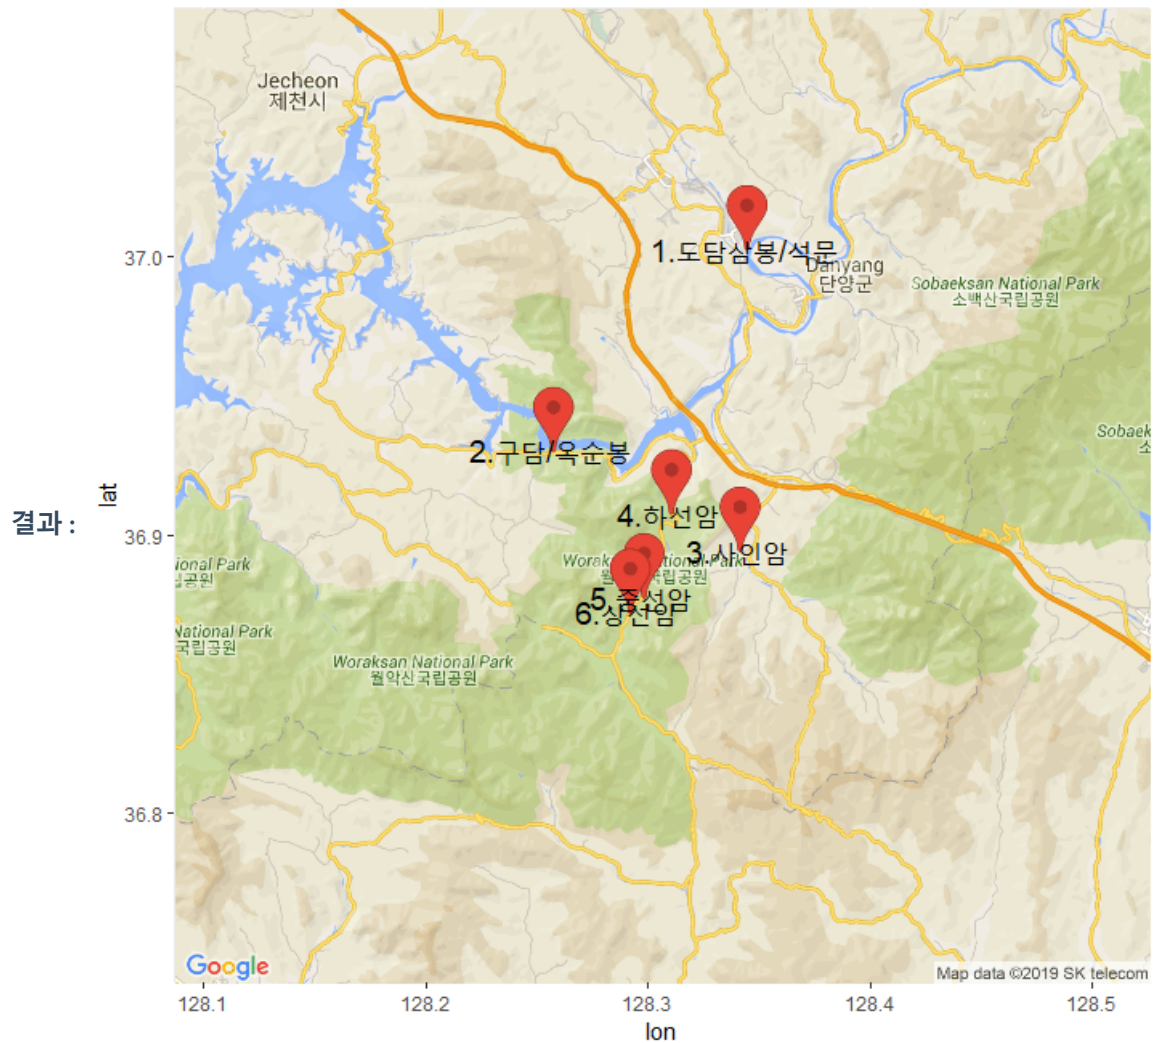 Jecheon
제천시
37.0
1.도담삼봉/석문
Danyang
단양군
Sobaeksan National Park
소백산국립공원
2.구담/옥순봉
Sobaek
소
lat
결과 :
4.하선암
36.9
3.사인암
Woraksan National Park
월악산국립공원
ional Park
립공원
5.중선암
6.상선암
National Park
국립공원
Woraksan National Park
월악산국립공원
36.8
Google
Map data ©2019 SK telecom
128.1
128.2
128.3
128.4
128.5
lon